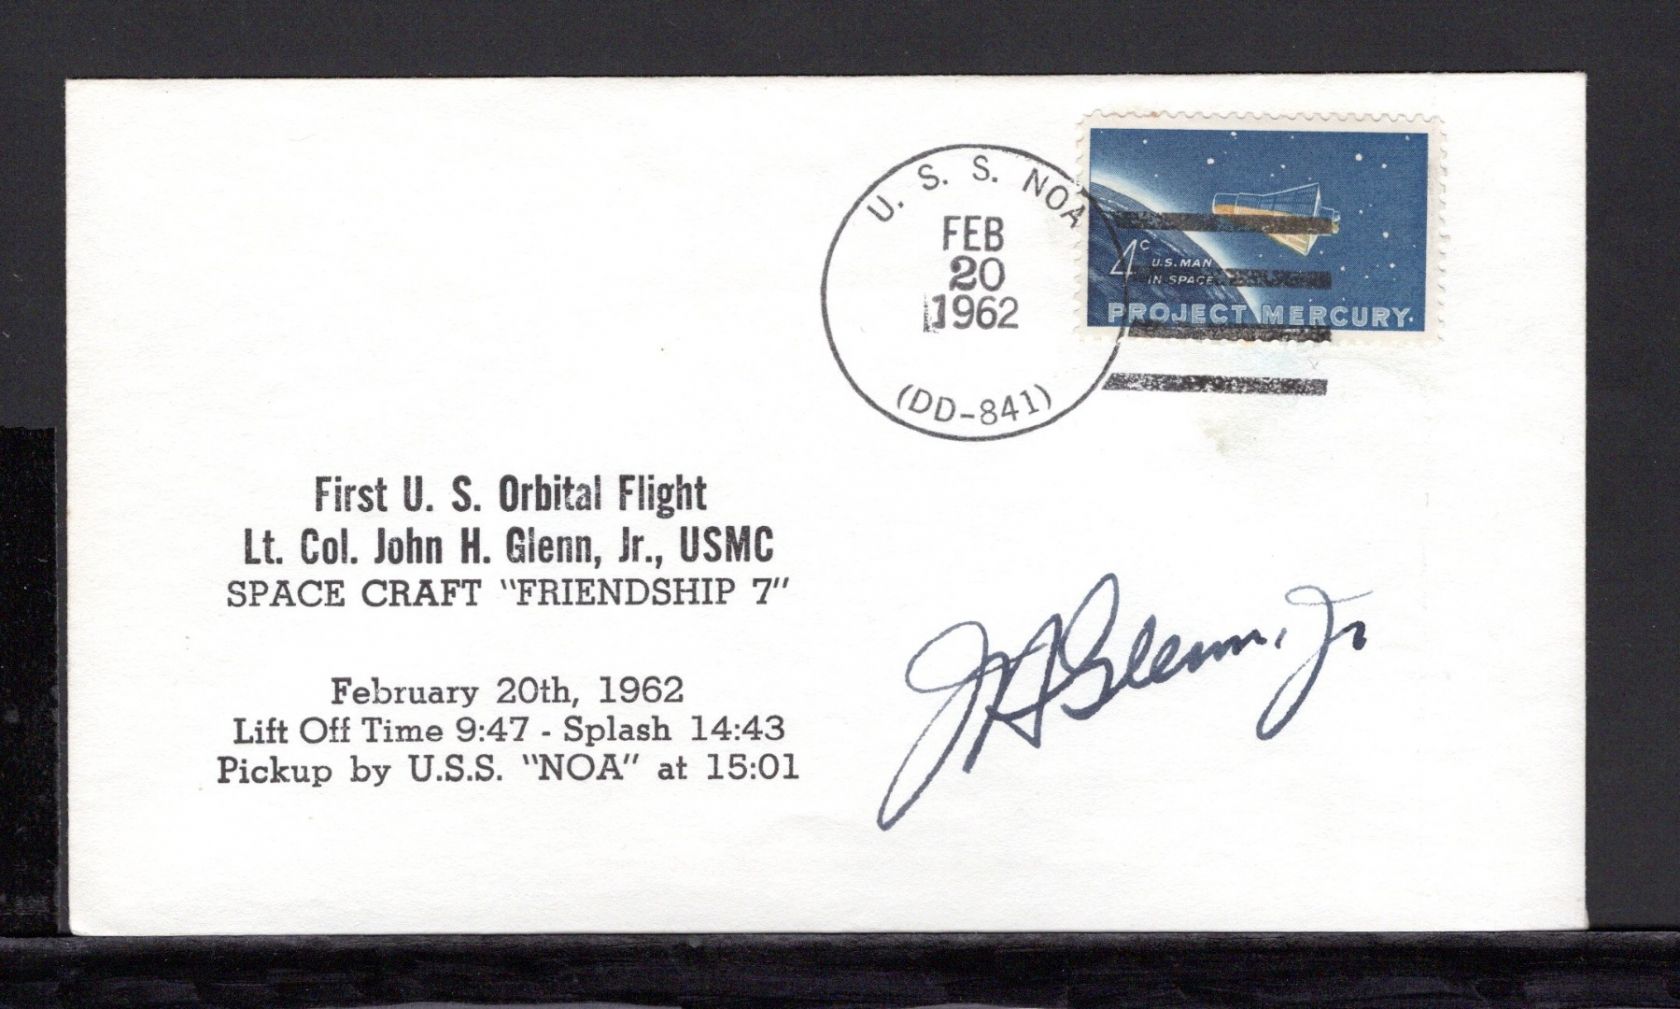 U. S. S. NOA
FEB
20
1962
(DD-841)
4c
U.S. MAN
IN SPACE
PROJECT MERCURY
First U. S. Orbital Flight
Lt. Col. John H. Glenn, Jr., USMC
SPACE CRAFT "FRIENDSHIP 7"
February 20th, 1962
Lift Off Time 9:47 - Splash 14:43
Pickup by U.S.S. "NOA" at 15:01
JHGlenn, Jr